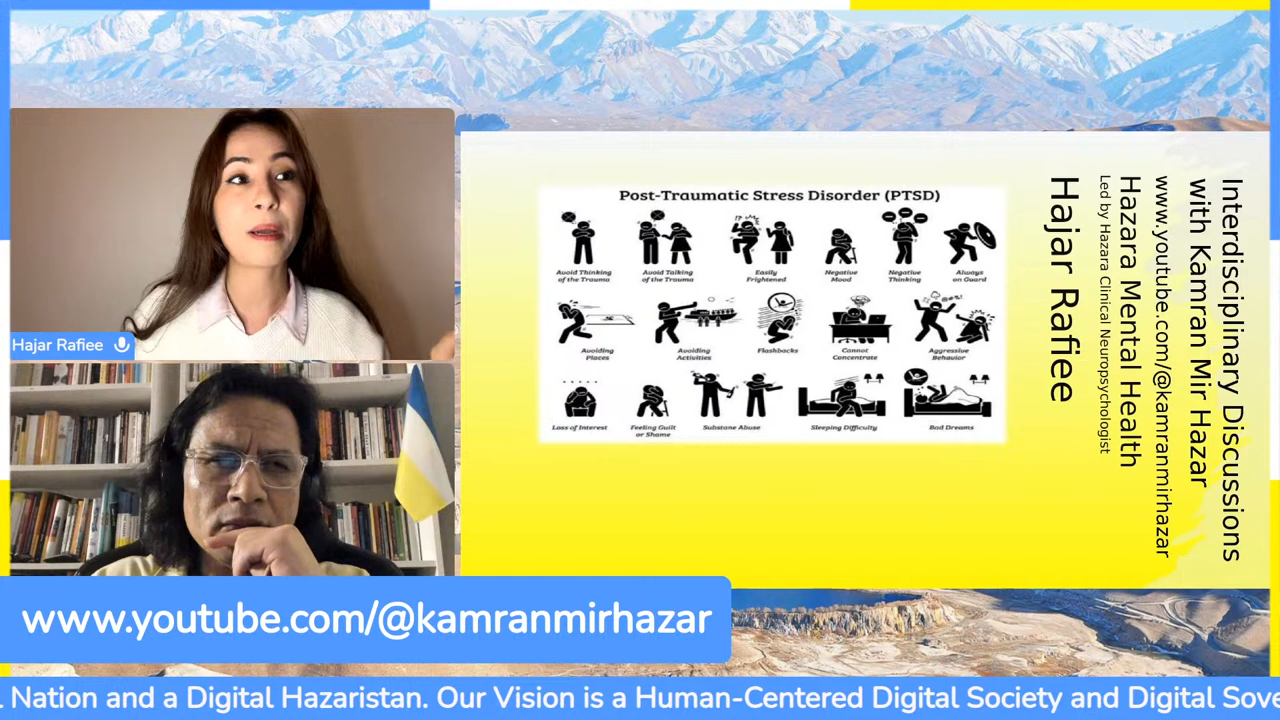 Hajar Rafiee
Post-Traumatic Stress Disorder (PTSD)
Avoid Thinking
of the Trauma
Avoid Talking
of the Trauma
Easily
Frightened
Negative
Mood
Negative
Thinking
Always
on Guard
Avoiding
Places
Avoiding
Activities
Flashbacks
Cannot
Concentrate
Aggressive
Behavior
Loss of Interest
Feeling Guilt
or Shame
Substane Abuse
Sleeping Difficulty
Bad Dreams
Interdisciplinary Discussions
with Kamran Mir Hazar
www.youtube.com/@kamranmirhazar
Hazara Mental Health
Led by Hazara Clinical Neuropsychologist
Hajar Rafiee
www.youtube.com/@kamranmirhazar
Nation and a Digital Hazaristan. Our Vision is a Human-Centered Digital Society and Digital Sove